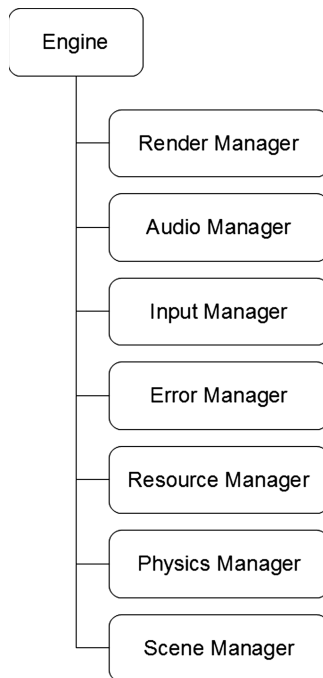 Engine
Render Manager
Audio Manager
Input Manager
Error Manager
Resource Manager
Physics Manager
Scene Manager